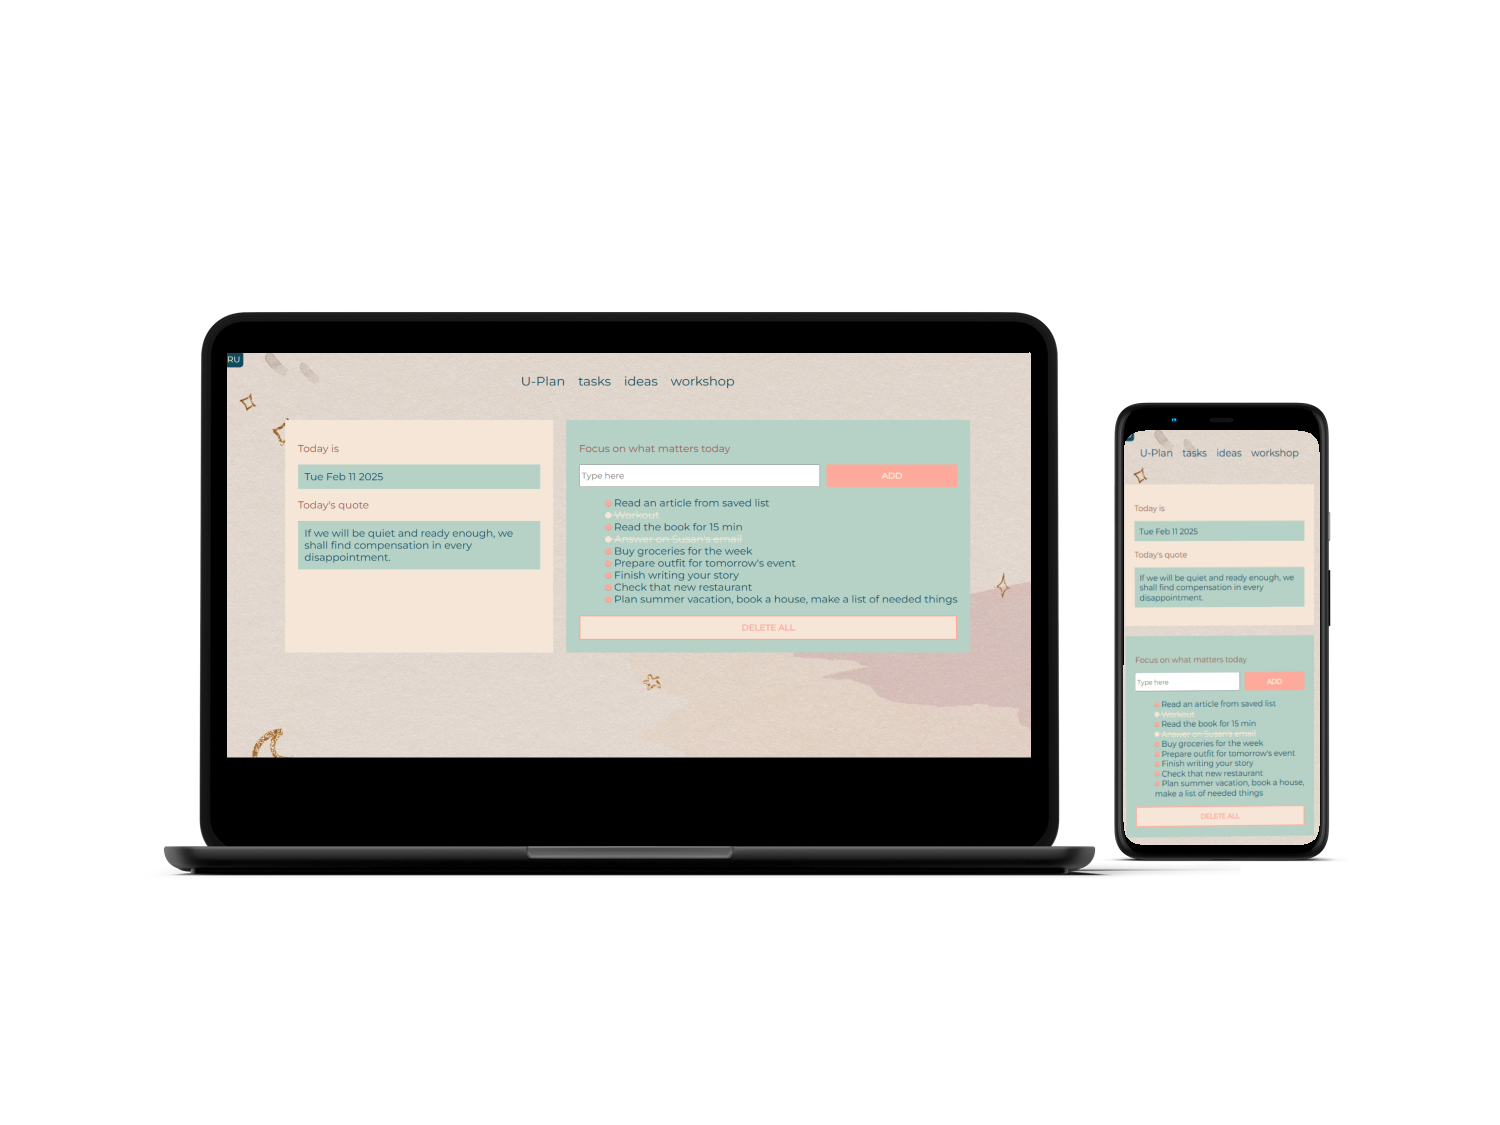 RU
U-Plan tasks ideas workshop
Today is
Tue Feb 11 2025
Today's quote
If we will be quiet and ready enough, we
shall find compensation in every
disappointment.
Focus on what matters today
Type here
ADD
Read an article from saved list
Workout
Read the book for 15 min
Answer on Susan's email
Buy groceries for the week
Prepare outfit for tomorrow's event
Finish writing your story
Check that new restaurant
Plan summer vacation, book a house, make a list of needed things
DELETE ALL
U-Plan tasks ideas workshop
Today is
Tue Feb 11 2025
Today's quote
If we will be quiet and ready enough, we
shall find compensation in every
disappointment.
Focus on what matters today
Type here
ADD
Read an article from saved list
Workout
Read the book for 15 min
Answer on Susan's email
Buy groceries for the week
Prepare outfit for tomorrow's event
Finish writing your story
Check that new restaurant
Plan summer vacation, book a house,
make a list of needed things
DELETE ALL